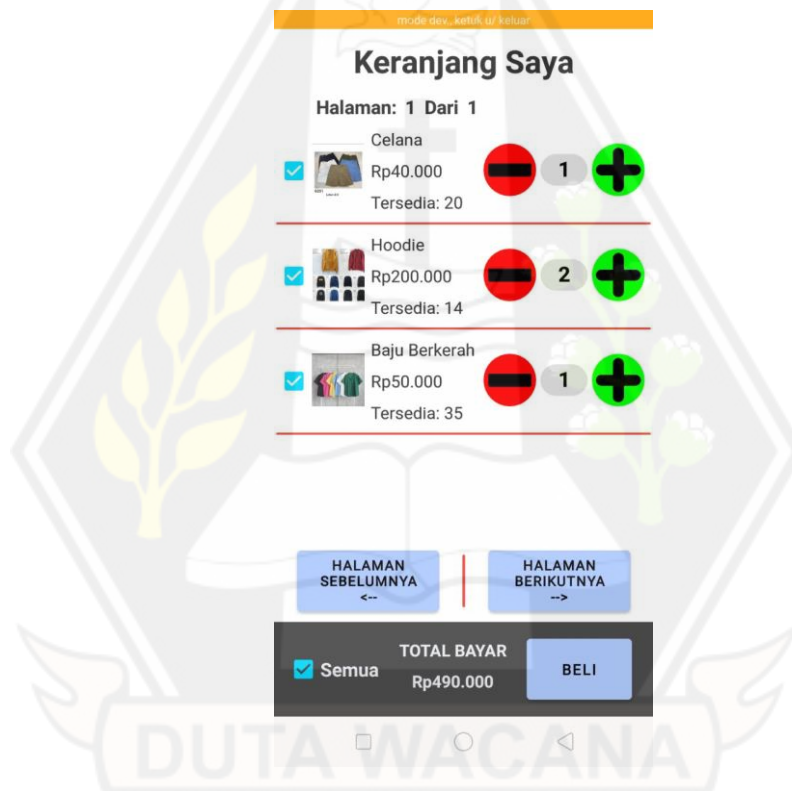 mode dev, ketuk u/ keluar
Keranjang Saya
Halaman: 1 Dari 1
Celana
Rp40.000
1
Tersedia: 20
Hoodie
Rp200.000
2
Tersedia: 14
Baju Berkerah
Rp50.000
1
Tersedia: 35
HALAMAN
SEBELUMNYA
<--
HALAMAN
BERIKUTNYA
-->
Semua
TOTAL BAYAR
Rp490.000
BELI
DUTA WACANA